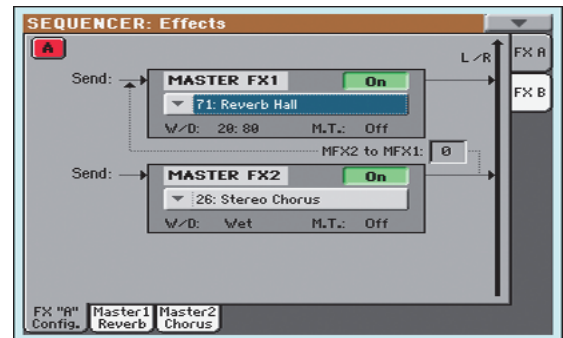 SEQUENCER: Effects
A
L/R
FX A
FX B
Send:
MASTER FX1
On
71: Reverb Hall
W/D: 20:80
M.T.: Off
MFX2 to MFX1: 0
Send:
MASTER FX2
On
26: Stereo Chorus
W/D: Wet
M.T.: Off
FX "A" Config.
Master1 Reverb
Master2 Chorus